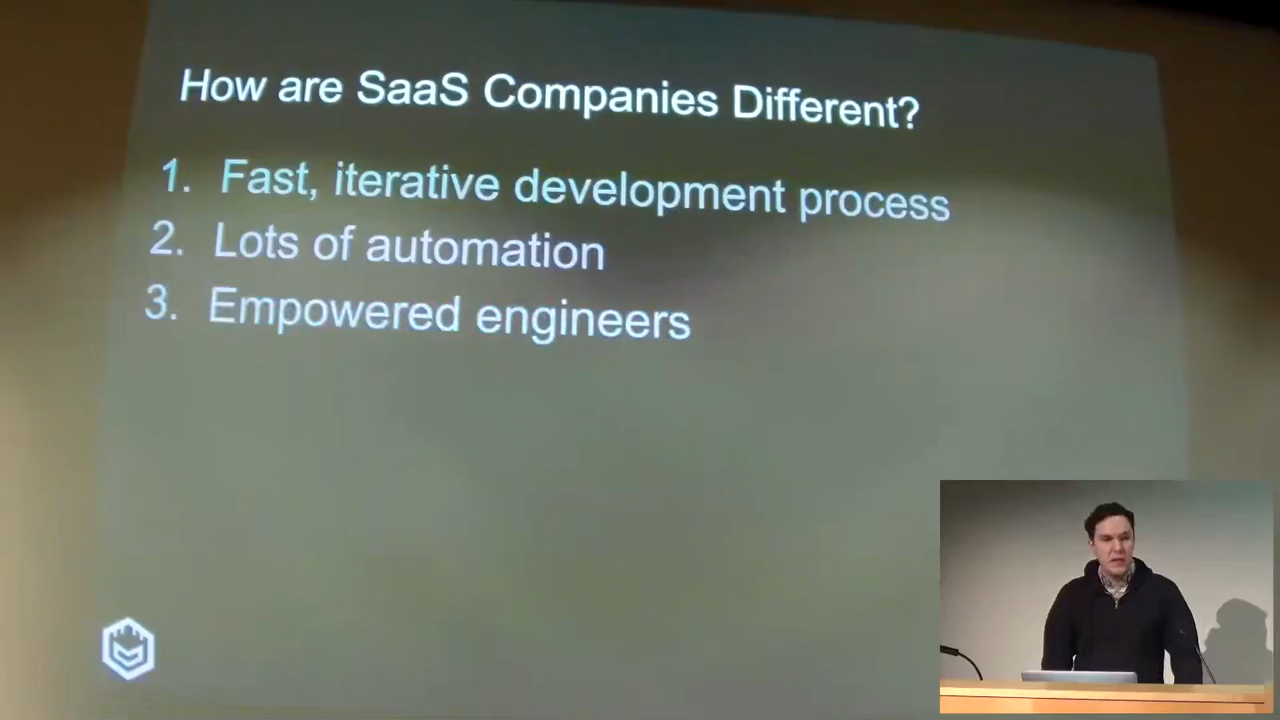 How are SaaS Companies Different?
1. Fast, iterative development process
2. Lots of automation
3. Empowered engineers